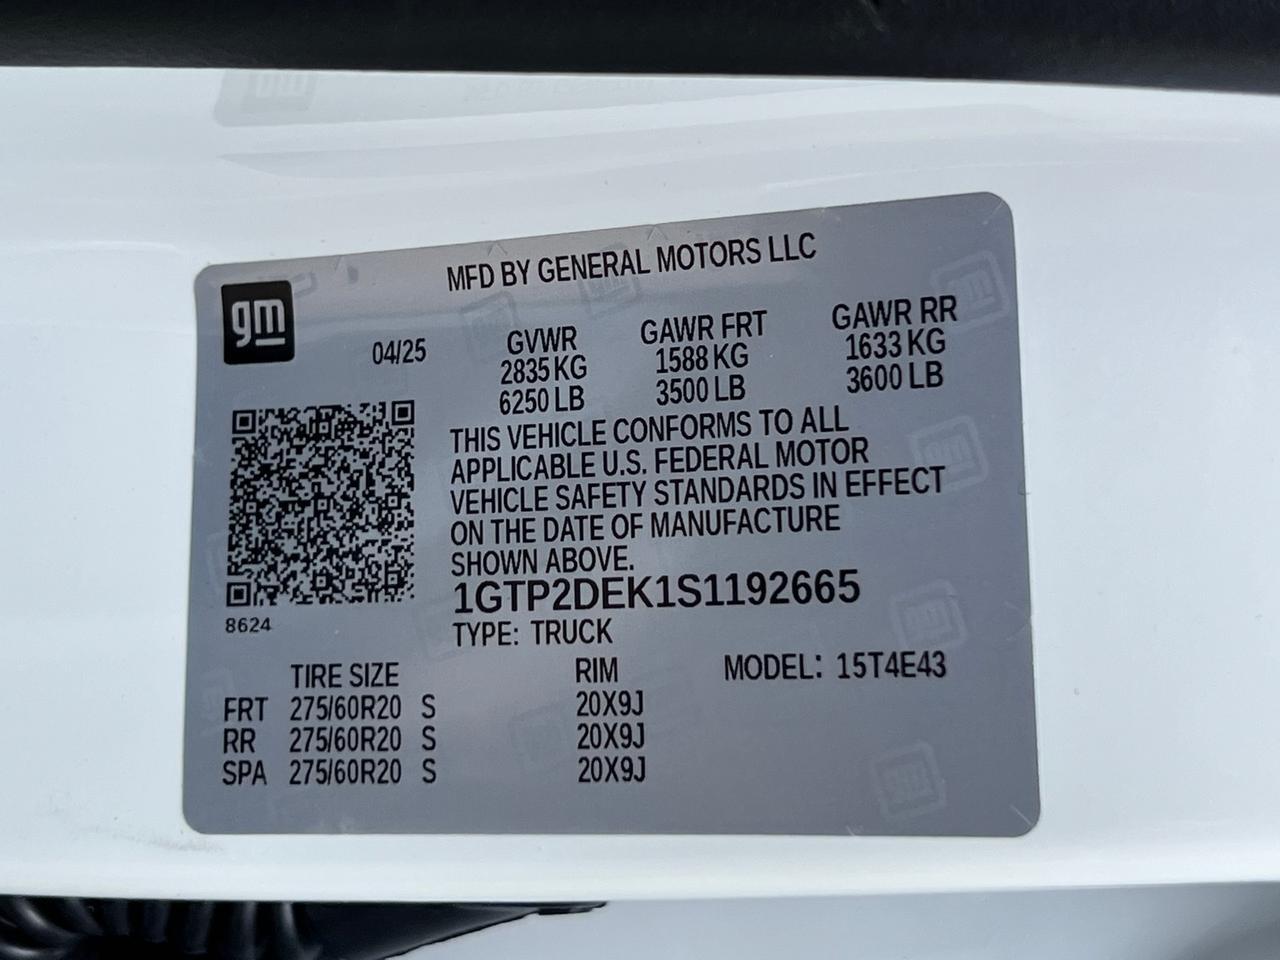 MFD BY GENERAL MOTORS LLC
gm
04/25
GVWR GAWR FRT GAWR RR
2835 KG 1588 KG 1633 KG
6250 LB 3500 LB 3600 LB
THIS VEHICLE CONFORMS TO ALL
APPLICABLE U.S. FEDERAL MOTOR
VEHICLE SAFETY STANDARDS IN EFFECT
ON THE DATE OF MANUFACTURE
SHOWN ABOVE.
1GTP2DEK1S1192665
8624
TYPE: TRUCK
TIRE SIZE RIM MODEL: 15T4E43
FRT 275/60R20 S 20X9J
RR 275/60R20 S 20X9J
SPA 275/60R20 S 20X9J